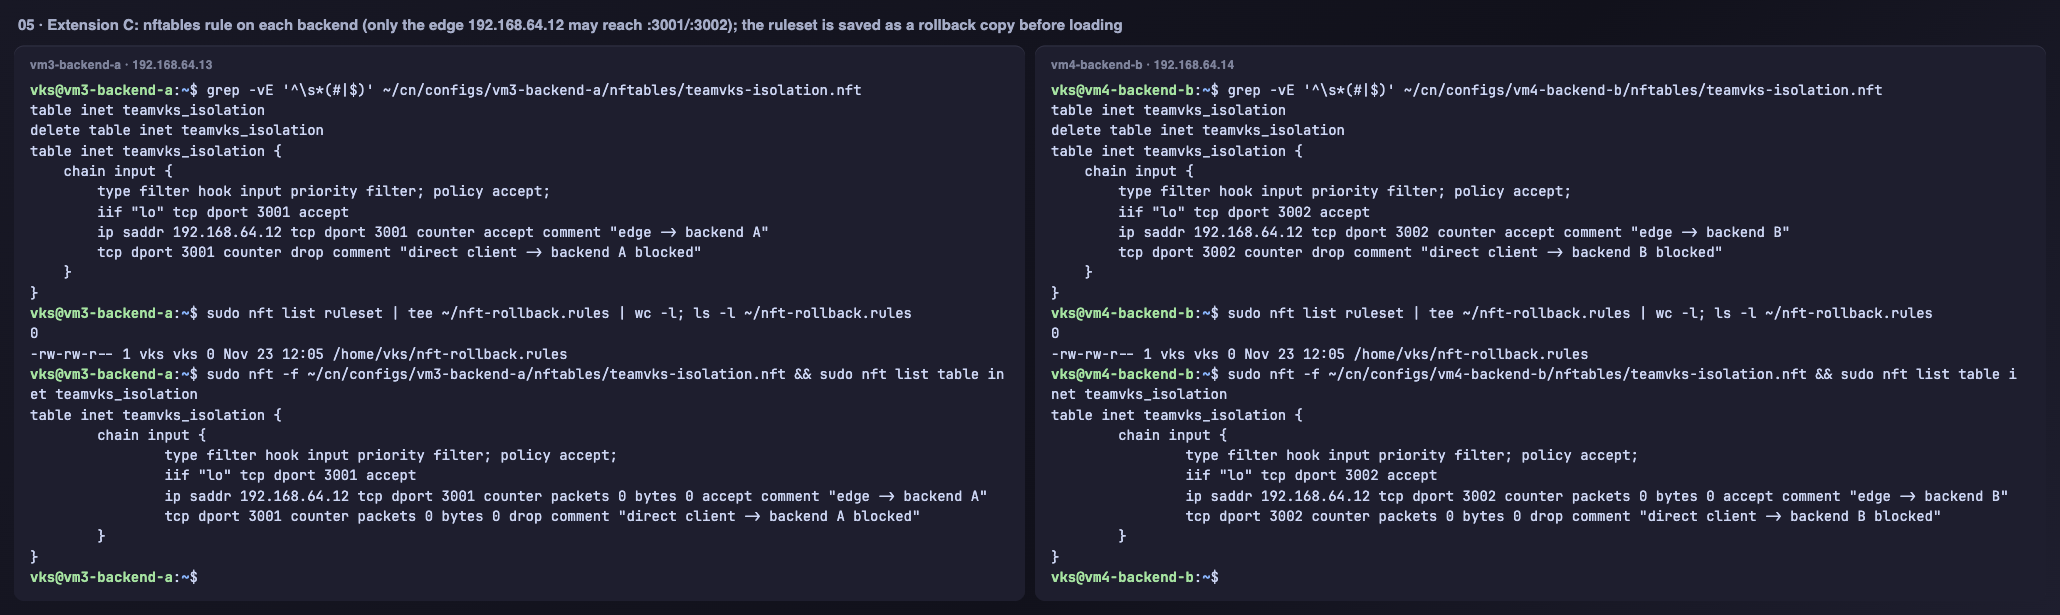 05 · Extension C: nftables rule on each backend (only the edge 192.168.64.12 may reach :3001/:3002); the ruleset is saved as a rollback copy before loading
vm3-backend-a · 192.168.64.13
vks@vm3-backend-a:~$ grep -vE '^\s*(#|$)' ~/cn/configs/vm3-backend-a/nftables/teamvks-isolation.nft
table inet teamvks_isolation
delete table inet teamvks_isolation
table inet teamvks_isolation {
    chain input {
        type filter hook input priority filter; policy accept;
        iif "lo" tcp dport 3001 accept
        ip saddr 192.168.64.12 tcp dport 3001 counter accept comment "edge -> backend A"
        tcp dport 3001 counter drop comment "direct client -> backend A blocked"
    }
}
vks@vm3-backend-a:~$ sudo nft list ruleset | tee ~/nft-rollback.rules | wc -l; ls -l ~/nft-rollback.rules
0
-rw-rw-r-- 1 vks vks 0 Nov 23 12:05 /home/vks/nft-rollback.rules
vks@vm3-backend-a:~$ sudo nft -f ~/cn/configs/vm3-backend-a/nftables/teamvks-isolation.nft && sudo nft list table in
et teamvks_isolation
table inet teamvks_isolation {
        chain input {
                type filter hook input priority filter; policy accept;
                iif "lo" tcp dport 3001 accept
                ip saddr 192.168.64.12 tcp dport 3001 counter packets 0 bytes 0 accept comment "edge -> backend A"
                tcp dport 3001 counter packets 0 bytes 0 drop comment "direct client -> backend A blocked"
        }
}
vks@vm3-backend-a:~$
vm4-backend-b · 192.168.64.14
vks@vm4-backend-b:~$ grep -vE '^\s*(#|$)' ~/cn/configs/vm4-backend-b/nftables/teamvks-isolation.nft
table inet teamvks_isolation
delete table inet teamvks_isolation
table inet teamvks_isolation {
    chain input {
        type filter hook input priority filter; policy accept;
        iif "lo" tcp dport 3002 accept
        ip saddr 192.168.64.12 tcp dport 3002 counter accept comment "edge -> backend B"
        tcp dport 3002 counter drop comment "direct client -> backend B blocked"
    }
}
vks@vm4-backend-b:~$ sudo nft list ruleset | tee ~/nft-rollback.rules | wc -l; ls -l ~/nft-rollback.rules
0
-rw-rw-r-- 1 vks vks 0 Nov 23 12:05 /home/vks/nft-rollback.rules
vks@vm4-backend-b:~$ sudo nft -f ~/cn/configs/vm4-backend-b/nftables/teamvks-isolation.nft && sudo nft list table i
net teamvks_isolation
table inet teamvks_isolation {
        chain input {
                type filter hook input priority filter; policy accept;
                iif "lo" tcp dport 3002 accept
                ip saddr 192.168.64.12 tcp dport 3002 counter packets 0 bytes 0 accept comment "edge -> backend B"
                tcp dport 3002 counter packets 0 bytes 0 drop comment "direct client -> backend B blocked"
        }
}
vks@vm4-backend-b:~$